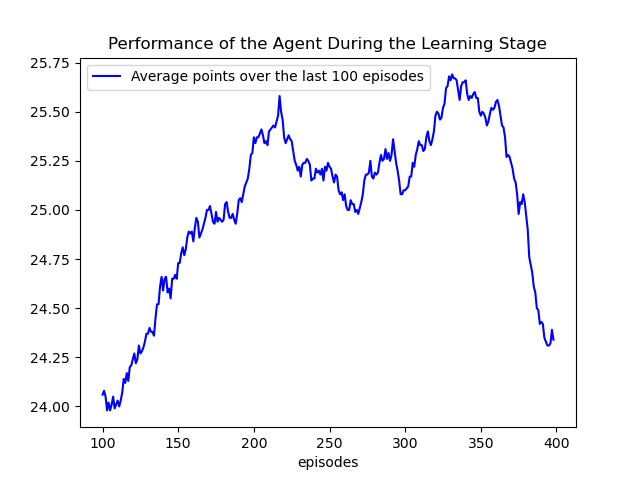 Performance of the Agent During the Learning Stage
Average points over the last 100 episodes
25.75
25.50
25.25
25.00
24.75
24.50
24.25
24.00
100 150 200 250 300 350 400
episodes